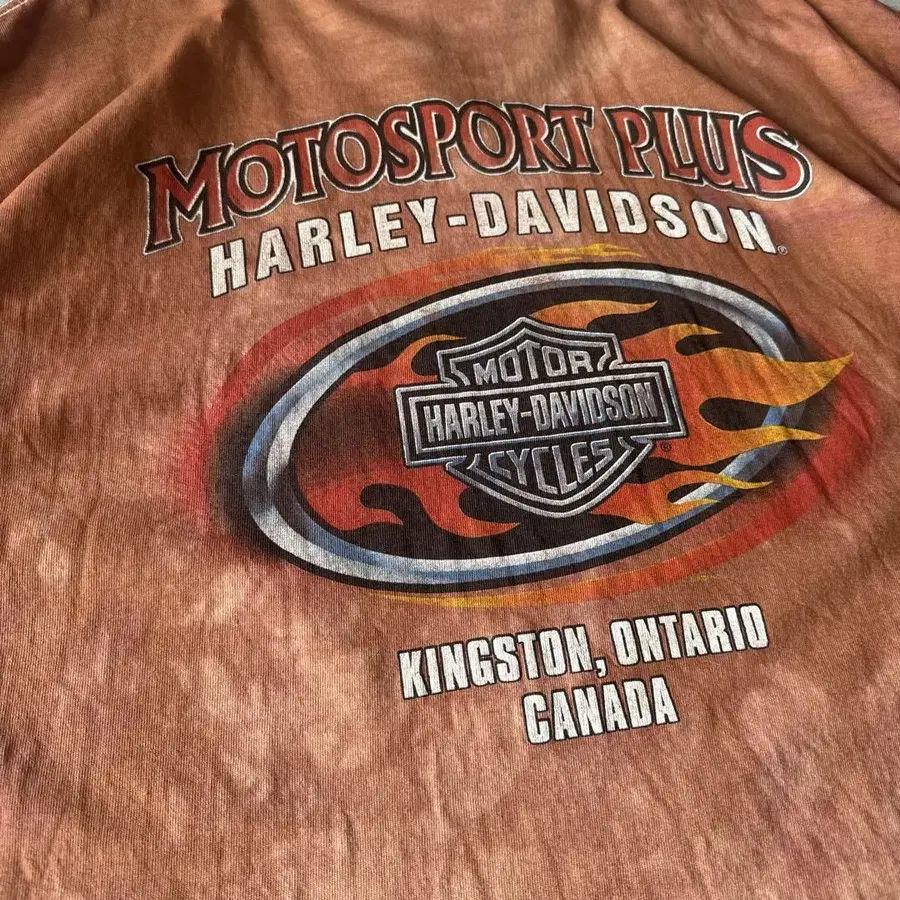 MOTOSPORT PLUS
HARLEY-DAVIDSON®
MOTOR
HARLEY-DAVIDSON
CYCLES®
KINGSTON, ONTARIO
CANADA